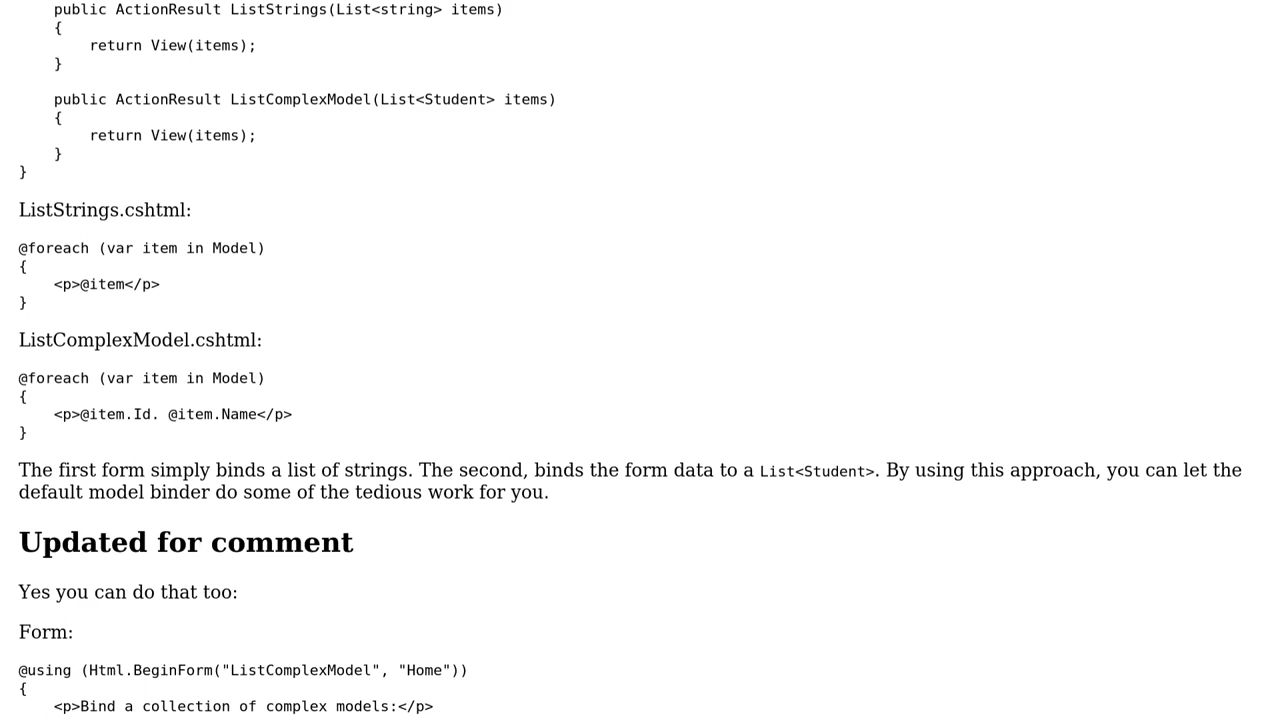 public ActionResult ListStrings(List<string> items)
    {
        return View(items);
    }

    public ActionResult ListComplexModel(List<Student> items)
    {
        return View(items);
    }
}
ListStrings.cshtml:
@foreach (var item in Model)
{
    <p>@item</p>
}
ListComplexModel.cshtml:
@foreach (var item in Model)
{
    <p>@item.Id. @item.Name</p>
}
The first form simply binds a list of strings. The second, binds the form data to a List<Student>. By using this approach, you can let the
default model binder do some of the tedious work for you.
Updated for comment
Yes you can do that too:
Form:
@using (Html.BeginForm("ListComplexModel", "Home"))
{
    <p>Bind a collection of complex models:</p>